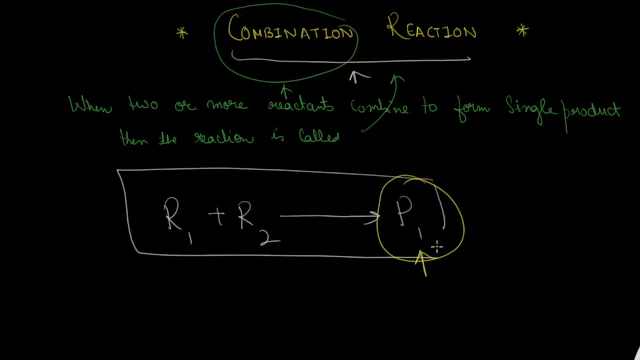 * COMBINATION REACTION *
When two or more reactants combine to form single product
then the reaction is called
R₁ + R₂ → P₁